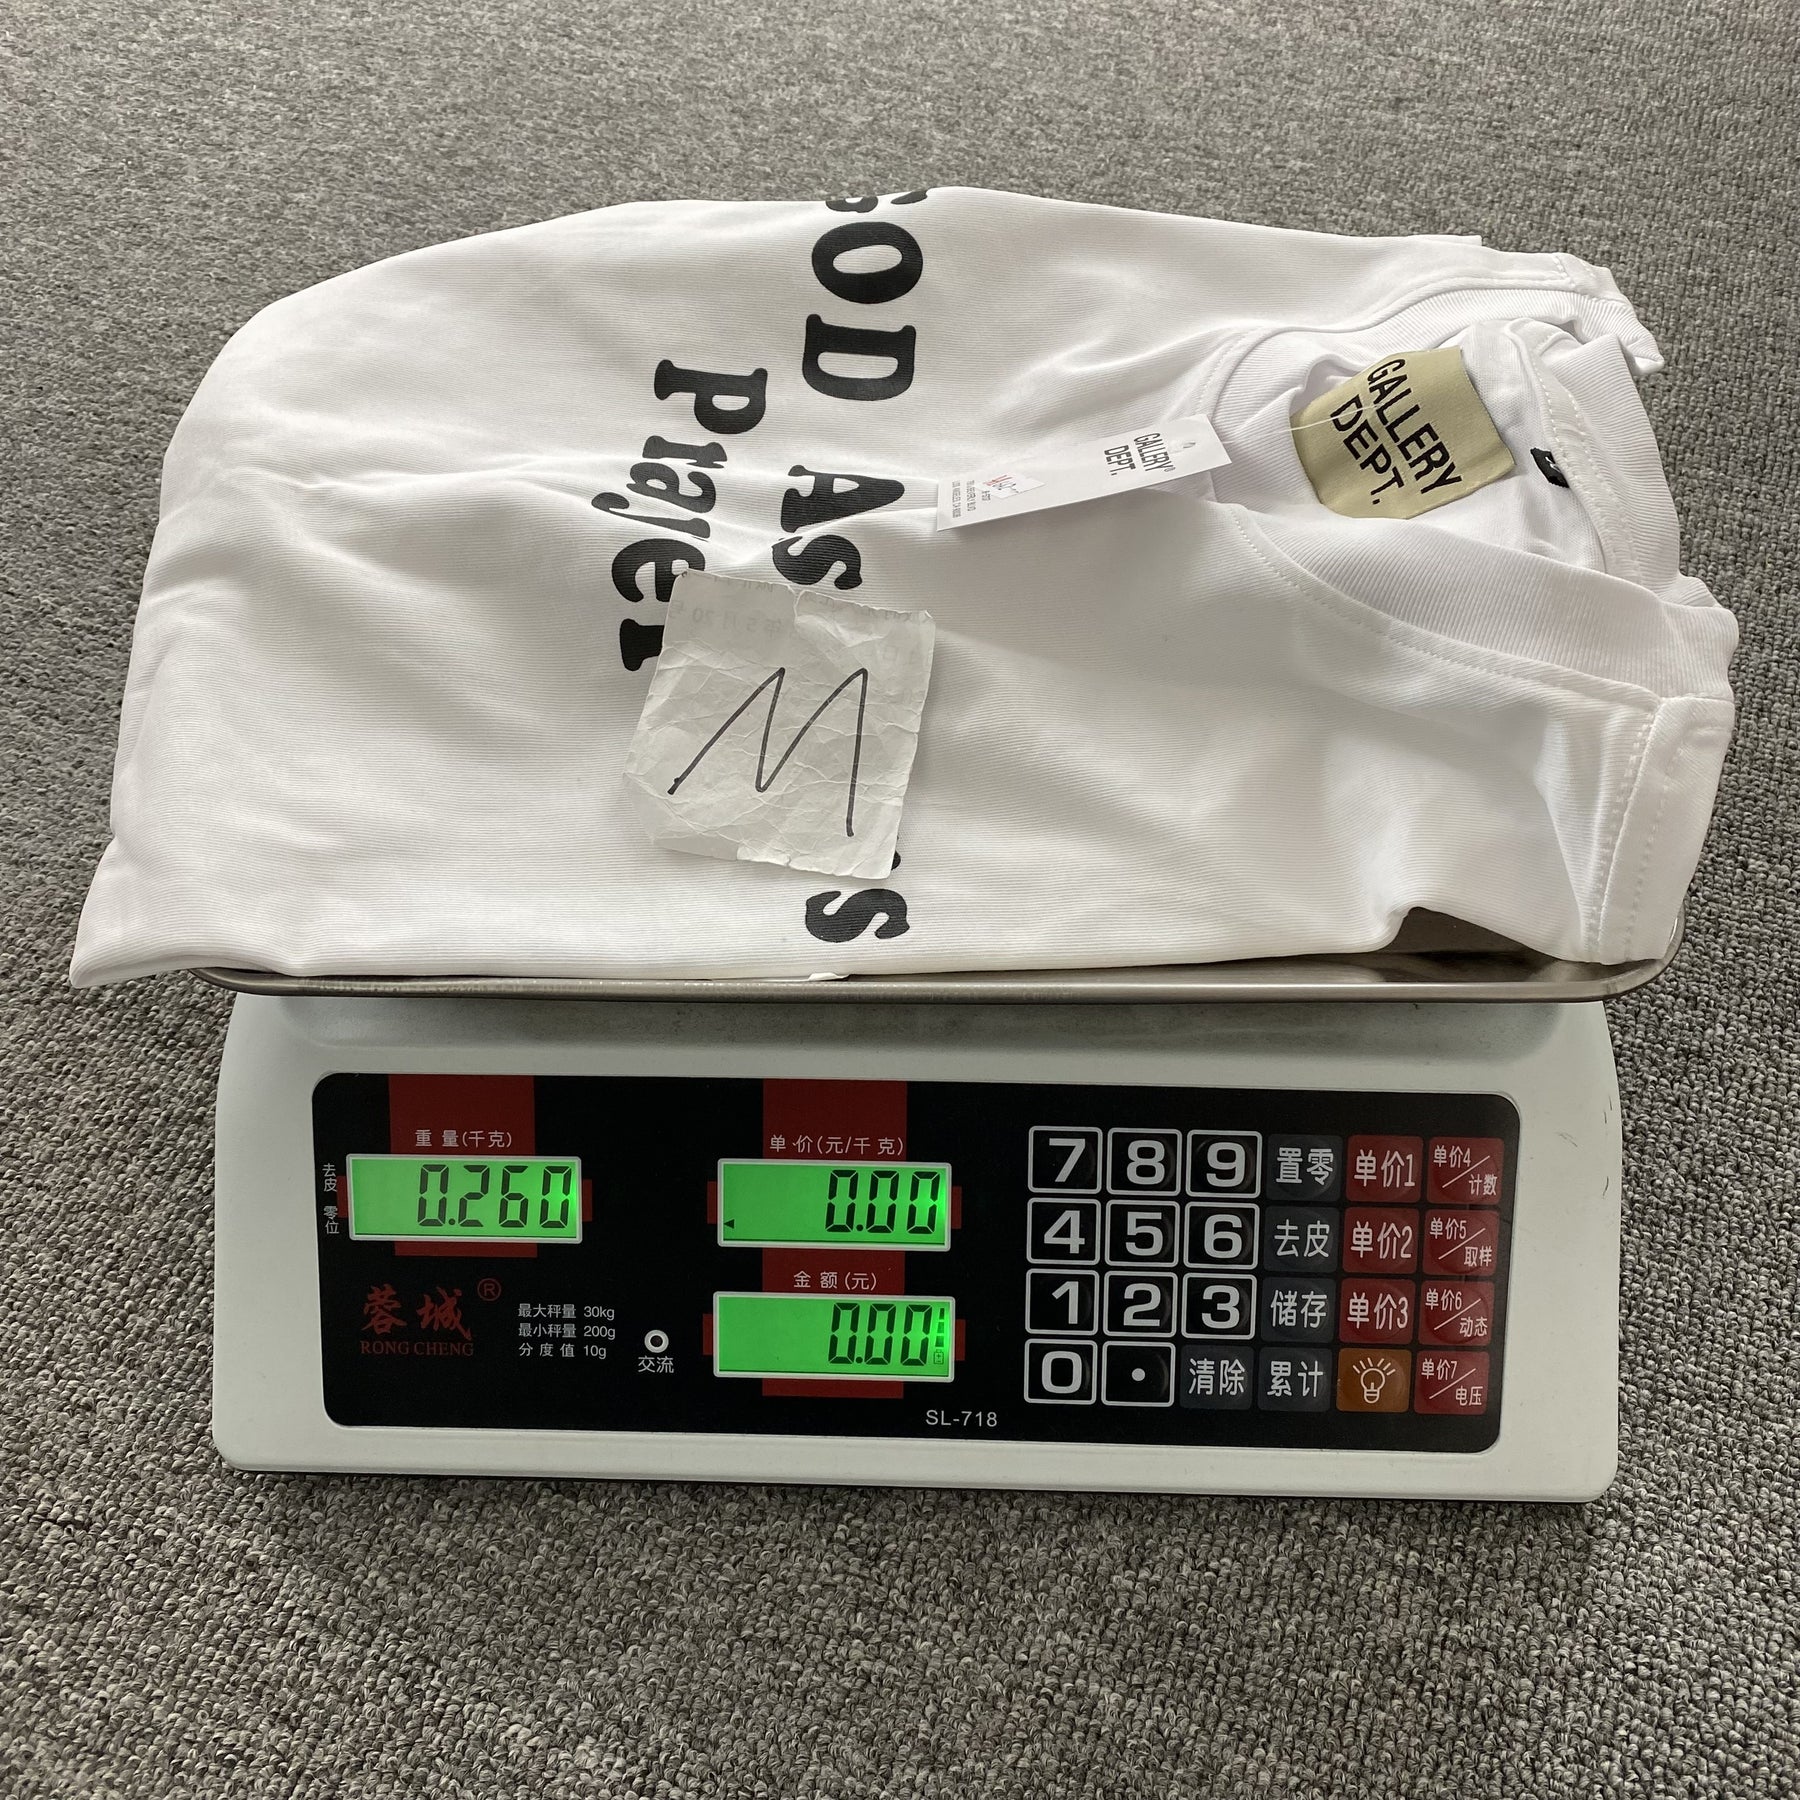 GOD As
Prayer
's
GALLERY
DEPT.
GALLERY®
DEPT.
M
重量(千克)
单价(元/千克)
金额(元)
去皮
零位
0.260
0.00
0.00
蓉城®
RONG CHENG
最大秤量 30kg
最小秤量 200g
分度值 10g
交流
SL-718
7 8 9 置零 单价1 单价4/计数
4 5 6 去皮 单价2 单价5/取样
1 2 3 储存 单价3 单价6/动态
0 . 清除 累计 单价7/电压